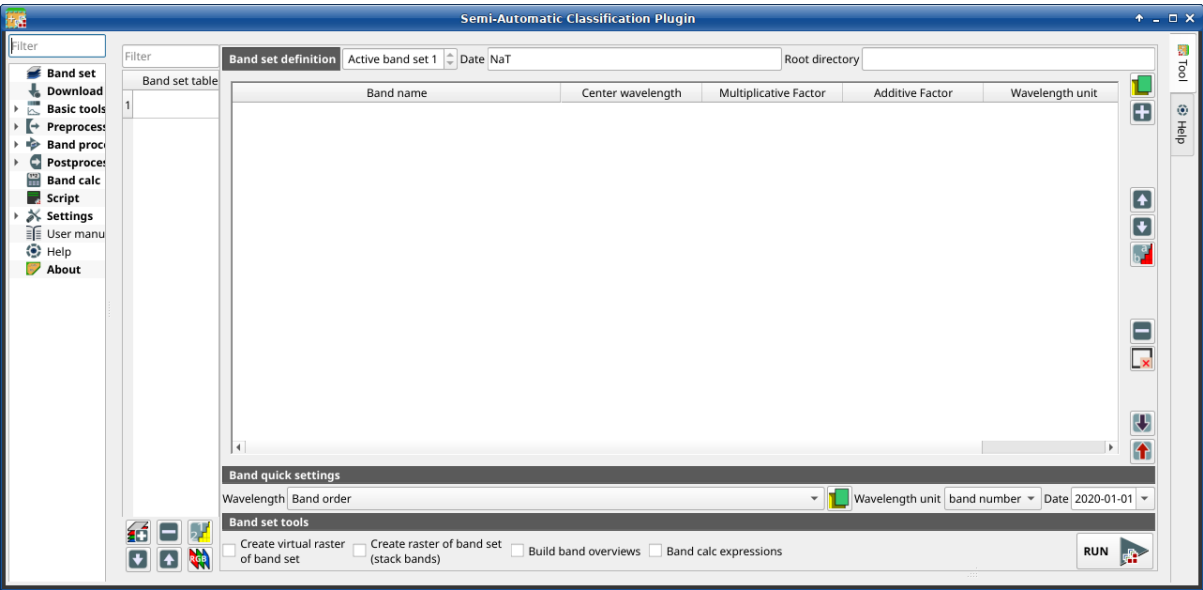 Semi-Automatic Classification Plugin
Filter
Band set
Download
Basic tools
Preprocess
Band proc
Postproces
Band calc
Script
Settings
User manu
Help
About
Filter
Band set table
1
Band set definition Active band set 1 Date NaT Root directory
Band name Center wavelength Multiplicative Factor Additive Factor Wavelength unit
Band quick settings
Wavelength Band order Wavelength unit band number Date 2020-01-01
Band set tools
Create virtual raster
of band set
Create raster of band set
(stack bands)
Build band overviews
Band calc expressions
RUN
RGB
Tool
Help